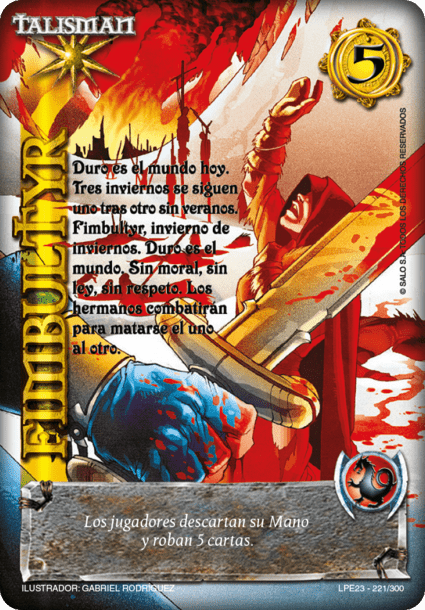 TALISMAN
5
FIMBULTYR
Duro es el mundo hoy.
Tres inviernos se siguen
uno tras otro sin veranos.
Fimbultyr, invierno de
inviernos. Duro es el
mundo. Sin moral, sin
ley, sin respeto. Los
hermanos combatirán
para matarse el uno
al otro.
© SALO S.A. TODOS LOS DERECHOS RESERVADOS
Los jugadores descartan su Mano
y roban 5 cartas.
ILUSTRADOR: GABRIEL RODRÍGUEZ
LPE23 - 221/300